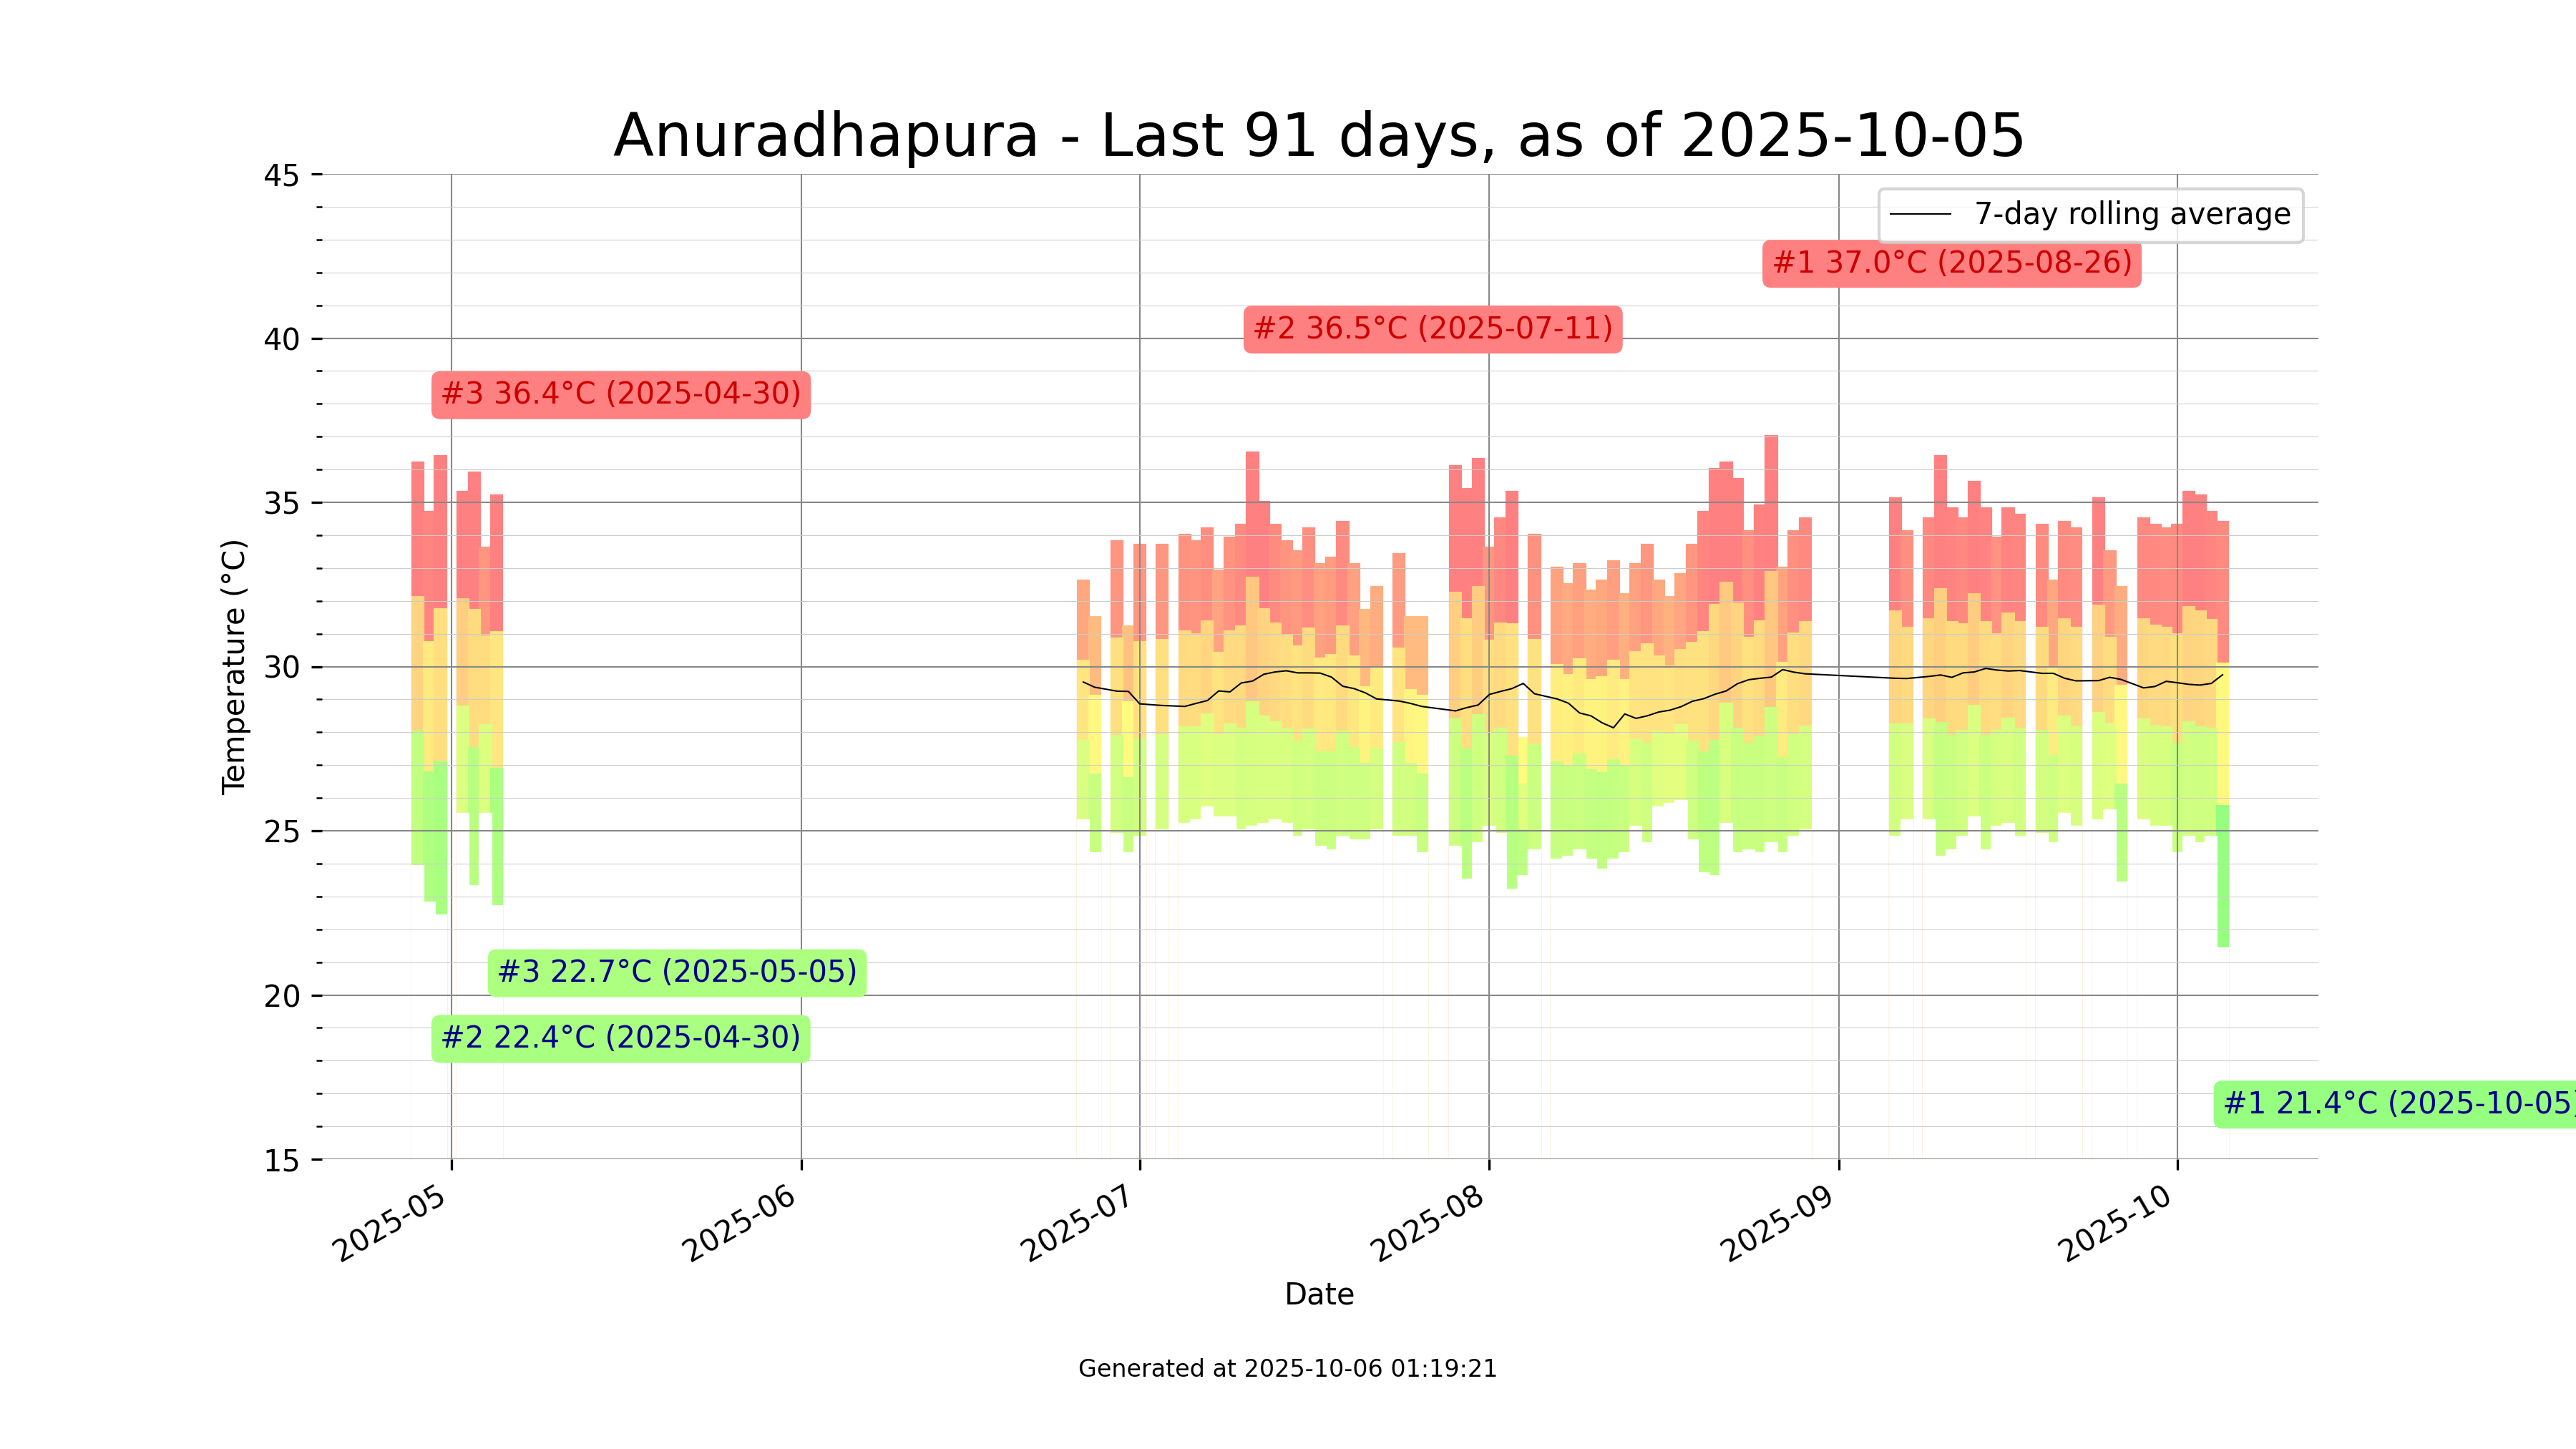 Anuradhapura - Last 91 days, as of 2025-10-05
45
40
35
30
25
20
15
Temperature (°C)
7-day rolling average
#1 37.0°C (2025-08-26)
#2 36.5°C (2025-07-11)
#3 36.4°C (2025-04-30)
#3 22.7°C (2025-05-05)
#2 22.4°C (2025-04-30)
#1 21.4°C (2025-10-05)
2025-05
2025-06
2025-07
2025-08
2025-09
2025-10
Date
Generated at 2025-10-06 01:19:21